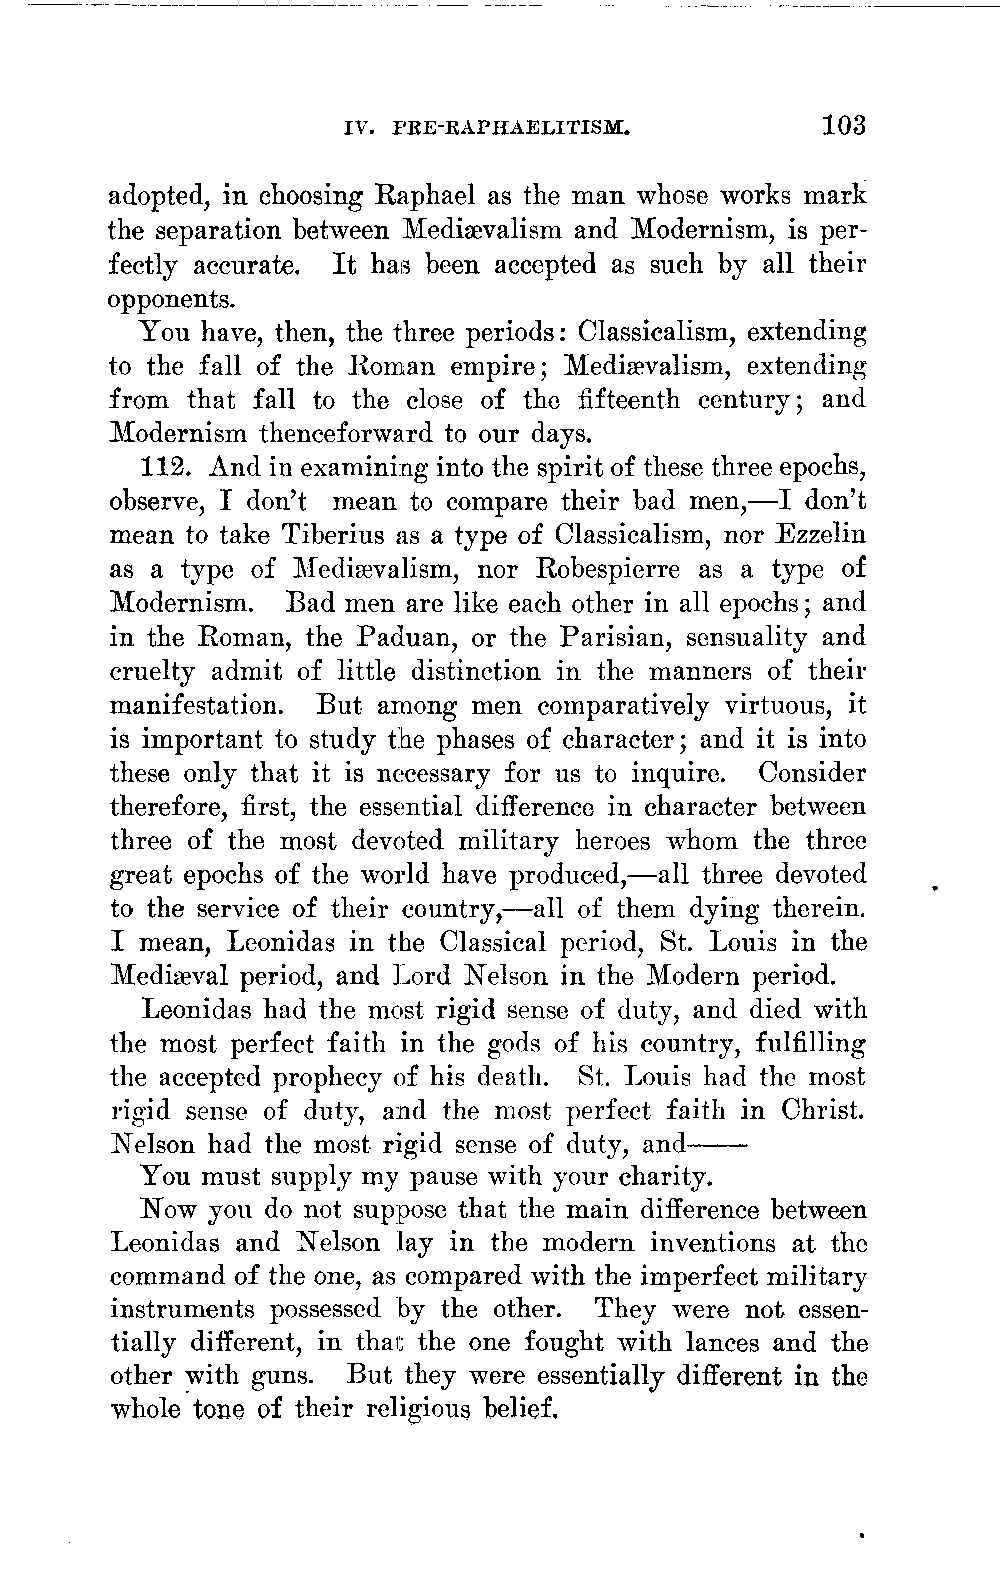 IV. PRE-RAPHAELITISM. 103
adopted, in choosing Raphael as the man whose works mark
the separation between Mediævalism and Modernism, is per-
fectly accurate. It has been accepted as such by all their
opponents.
You have, then, the three periods: Classicalism, extending
to the fall of the Roman empire; Mediævalism, extending
from that fall to the close of the fifteenth century; and
Modernism thenceforward to our days.
112. And in examining into the spirit of these three epochs,
observe, I don't mean to compare their bad men,—I don't
mean to take Tiberius as a type of Classicalism, nor Ezzelin
as a type of Mediævalism, nor Robespierre as a type of
Modernism. Bad men are like each other in all epochs; and
in the Roman, the Paduan, or the Parisian, sensuality and
cruelty admit of little distinction in the manners of their
manifestation. But among men comparatively virtuous, it
is important to study the phases of character; and it is into
these only that it is necessary for us to inquire. Consider
therefore, first, the essential difference in character between
three of the most devoted military heroes whom the three
great epochs of the world have produced,—all three devoted
to the service of their country,—all of them dying therein.
I mean, Leonidas in the Classical period, St. Louis in the
Mediæval period, and Lord Nelson in the Modern period.
Leonidas had the most rigid sense of duty, and died with
the most perfect faith in the gods of his country, fulfilling
the accepted prophecy of his death. St. Louis had the most
rigid sense of duty, and the most perfect faith in Christ.
Nelson had the most rigid sense of duty, and——
You must supply my pause with your charity.
Now you do not suppose that the main difference between
Leonidas and Nelson lay in the modern inventions at the
command of the one, as compared with the imperfect military
instruments possessed by the other. They were not essen-
tially different, in that the one fought with lances and the
other with guns. But they were essentially different in the
whole tone of their religious belief.